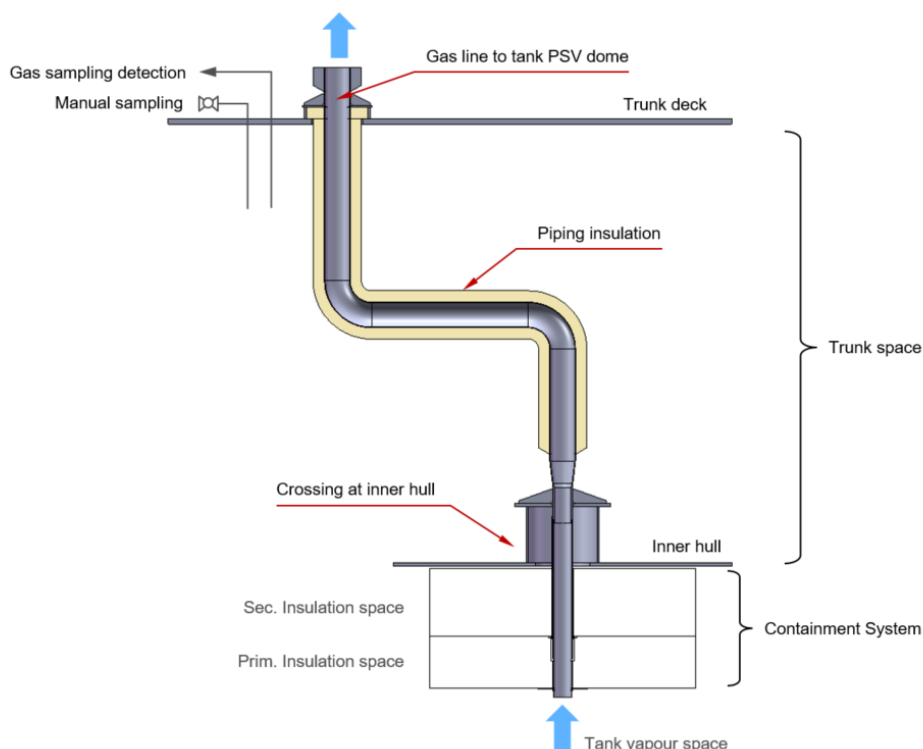 Gas line to tank PSV dome
Gas sampling detection
Manual sampling
Trunk deck
Piping insulation
Trunk space
Crossing at inner hull
Inner hull
Sec. Insulation space
Containment System
Prim. Insulation space
Tank vapour space